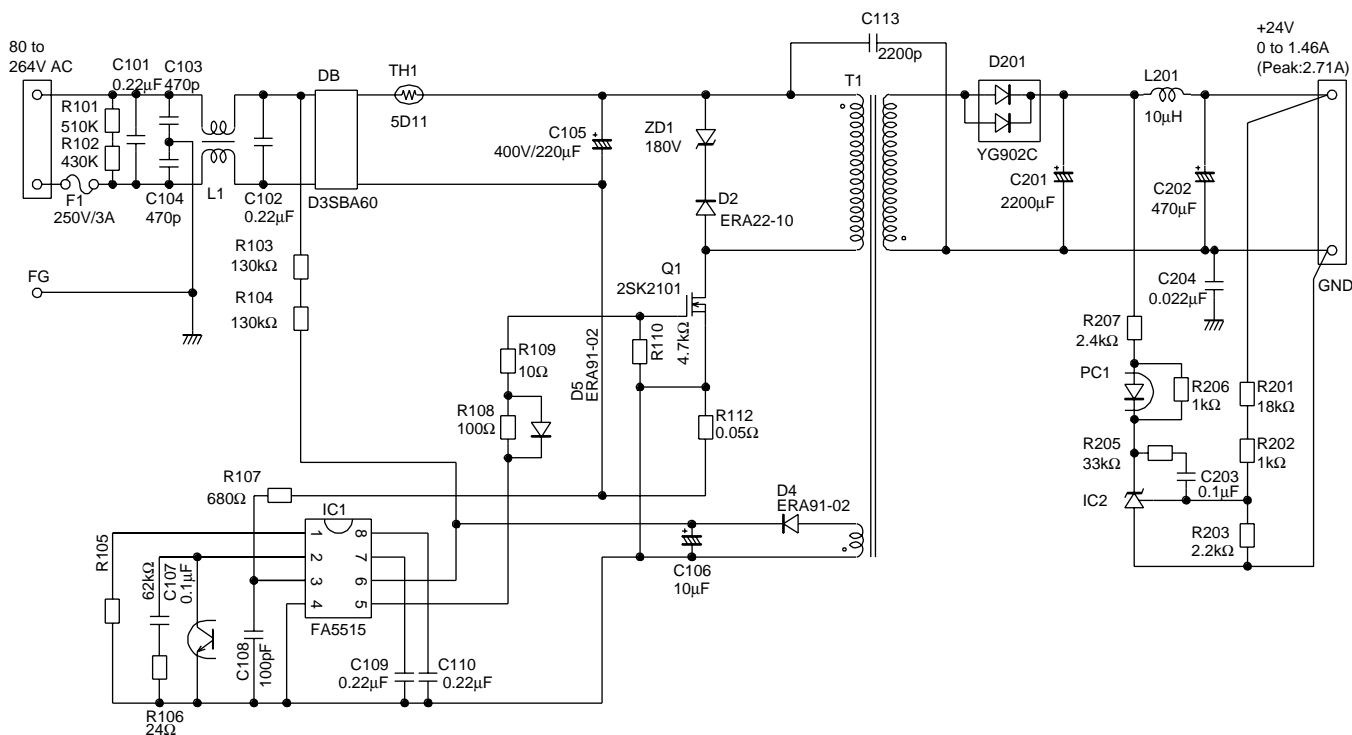 C113
2200p
80 to
264V AC
C101
0.22µF
C103
470p
DB
TH1
5D11
T1
D201
YG902C
L201
10µH
+24V
0 to 1.46A
(Peak:2.71A)
R101
510K
R102
430K
F1
250V/3A
C104
470p
L1
C102
0.22µF
D3SBA60
C105
400V/220µF
ZD1
180V
D2
ERA22-10
C201
2200µF
C202
470µF
C204
0.022µF
GND
FG
R103
130kΩ
R104
130kΩ
Q1
2SK2101
R110
4.7kΩ
D5
ERA91-02
R109
10Ω
R108
100Ω
R112
0.05Ω
R207
2.4kΩ
PC1
R206
1kΩ
R201
18kΩ
R205
33kΩ
R202
1kΩ
C203
0.1µF
IC2
R203
2.2kΩ
R107
680Ω
IC1
1
2
3
4
8
7
6
5
FA5515
D4
ERA91-02
C106
10µF
R105
62kΩ
C107
0.1µF
C108
100pF
C109
0.22µF
C110
0.22µF
R106
24Ω